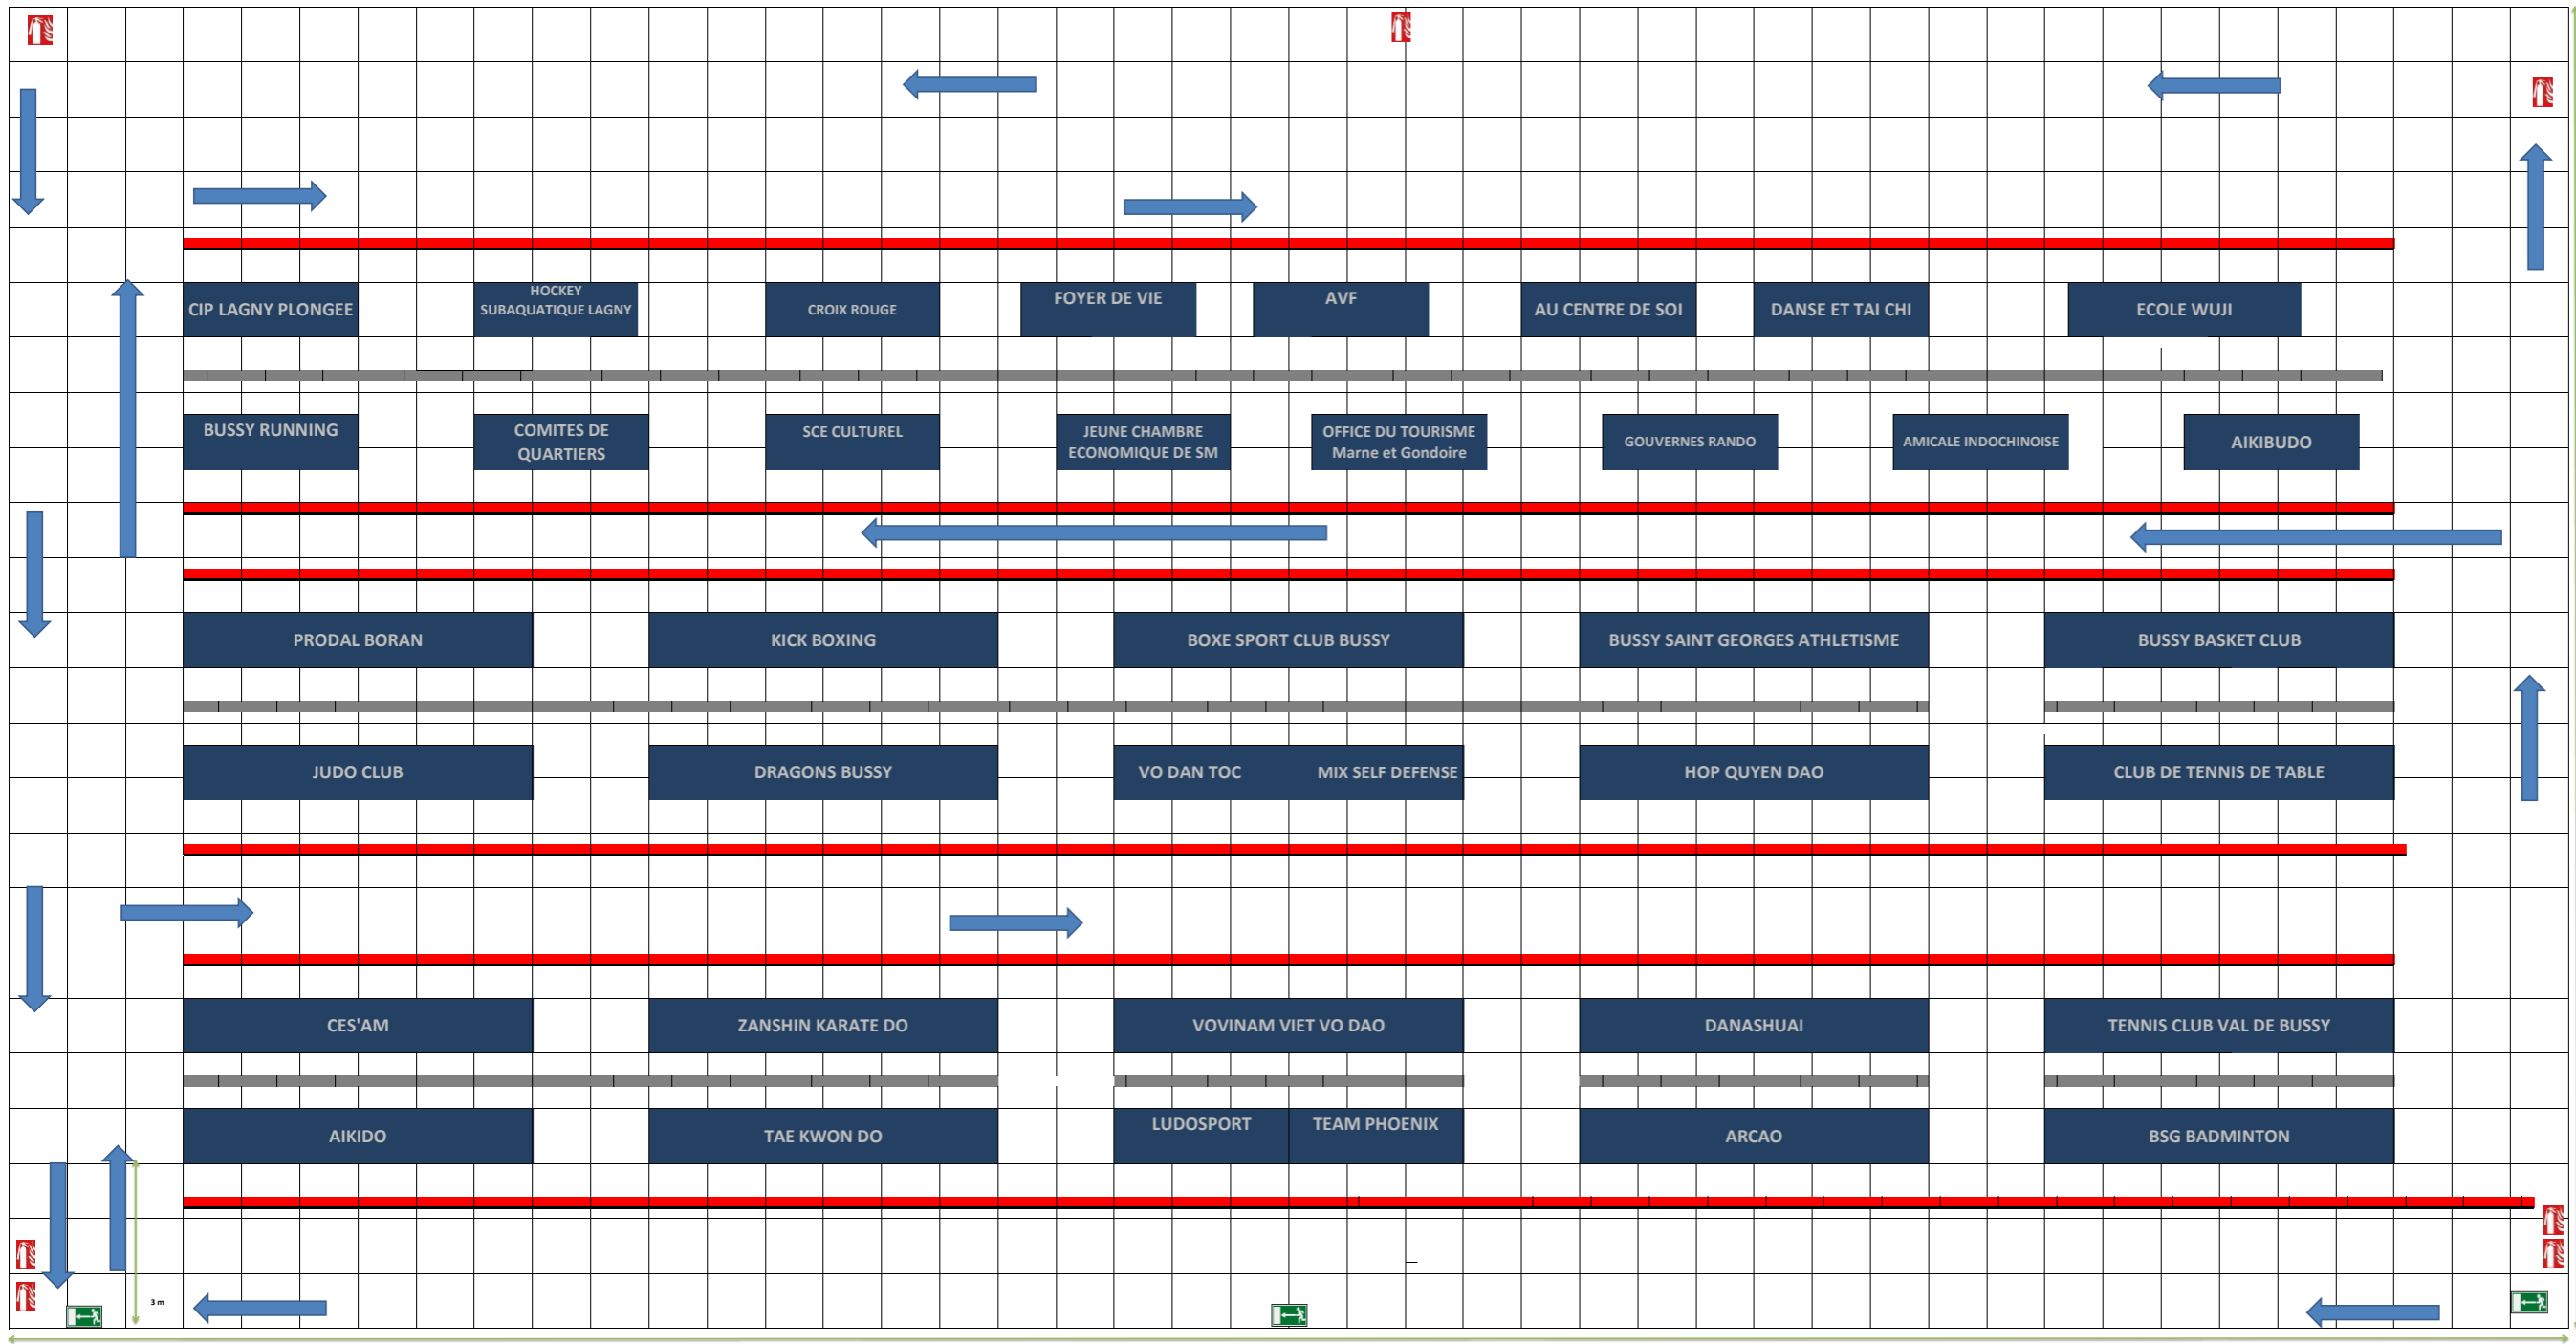 CIP LAGNY PLONGEE
HOCKEY
SUBAQUATIQUE LAGNY
CROIX ROUGE
FOYER DE VIE
AVF
AU CENTRE DE SOI
DANSE ET TAI CHI
ECOLE WUJI
BUSSY RUNNING
COMITES DE
QUARTIERS
SCE CULTUREL
JEUNE CHAMBRE
ECONOMIQUE DE SM
OFFICE DU TOURISME
Marne et Gondoire
GOUVERNES RANDO
AMICALE INDOCHINOISE
AIKIBUDO
PRODAL BORAN
KICK BOXING
BOXE SPORT CLUB BUSSY
BUSSY SAINT GEORGES ATHLETISME
BUSSY BASKET CLUB
JUDO CLUB
DRAGONS BUSSY
VO DAN TOC
MIX SELF DEFENSE
HOP QUYEN DAO
CLUB DE TENNIS DE TABLE
CES'AM
ZANSHIN KARATE DO
VOVINAM VIET VO DAO
DANASHUAI
TENNIS CLUB VAL DE BUSSY
AIKIDO
TAE KWON DO
LUDOSPORT
TEAM PHOENIX
ARCAO
BSG BADMINTON
3 m